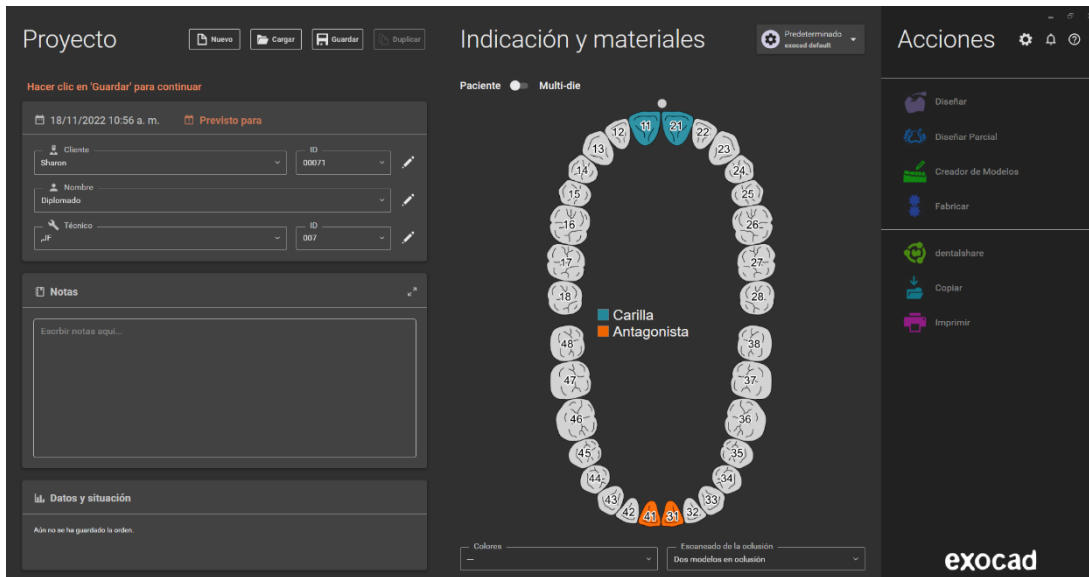 Proyecto
Nuevo
Cargar
Guardar
Duplicar
Hacer clic en 'Guardar' para continuar
18/11/2022 10:56 a. m.
Previsto para
Cliente
Sharon
ID
00071
Nombre
Diplomado
Técnico
,JF
ID
007
Notas
Escribir notas aquí...
Datos y situación
Aún no se ha guardado la orden.
Indicación y materiales
Predeterminado
exocad default
Paciente
Multi-die
11 21
12 22
13 23
14 24
15 25
16 26
17 27
18 28
Carilla
Antagonista
48 38
47 37
46 36
45 35
44 34
43 33
42 41 31 32
Colores
—
Escaneado de la oclusión
Dos modelos en oclusión
Acciones
Diseñar
Diseñar Parcial
Creador de Modelos
Fabricar
dentalshare
Copiar
Imprimir
exocad